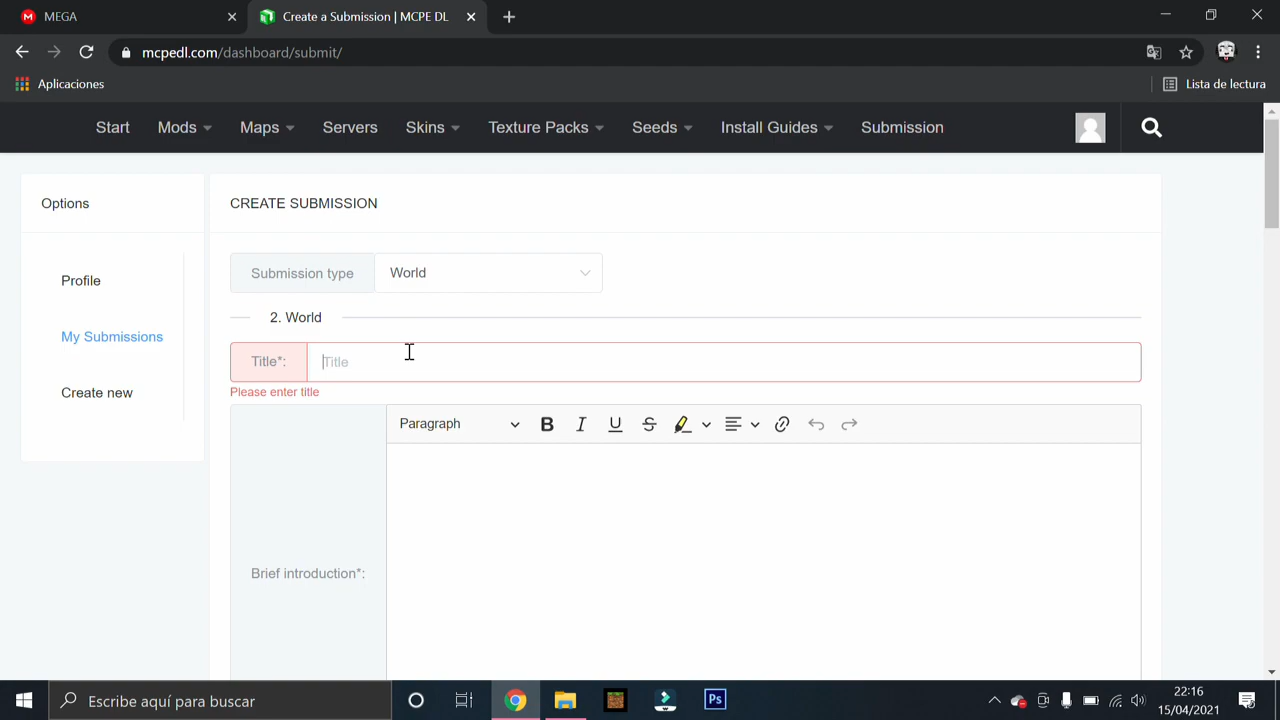 MEGA
Create a Submission | MCPE DL
mcpedl.com/dashboard/submit/
Aplicaciones
Lista de lectura
Start Mods Maps Servers Skins Texture Packs Seeds Install Guides Submission
Options
Profile
My Submissions
Create new
CREATE SUBMISSION
Submission type World
2. World
Title*: Title
Please enter title
Paragraph B I U S
Brief introduction*:
Escribe aquí para buscar
Ps
22:16
15/04/2021